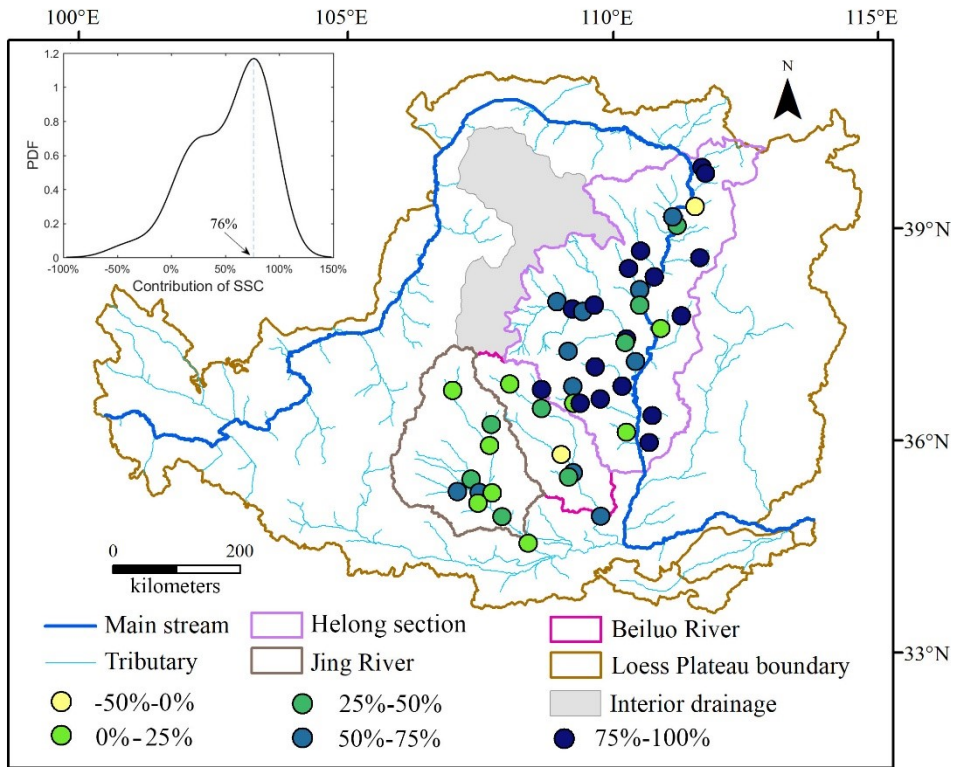 100°E 105°E 110°E 115°E
N
1.2
1
0.8
0.6
0.4
0.2
0
PDF
76%
-100% -50% 0% 50% 100% 150%
Contribution of SSC
39°N
36°N
33°N
0 200
kilometers
Main stream Helong section Beiluo River
Tributary Jing River Loess Plateau boundary
-50%-0% 25%-50% Interior drainage
0%-25% 50%-75% 75%-100%